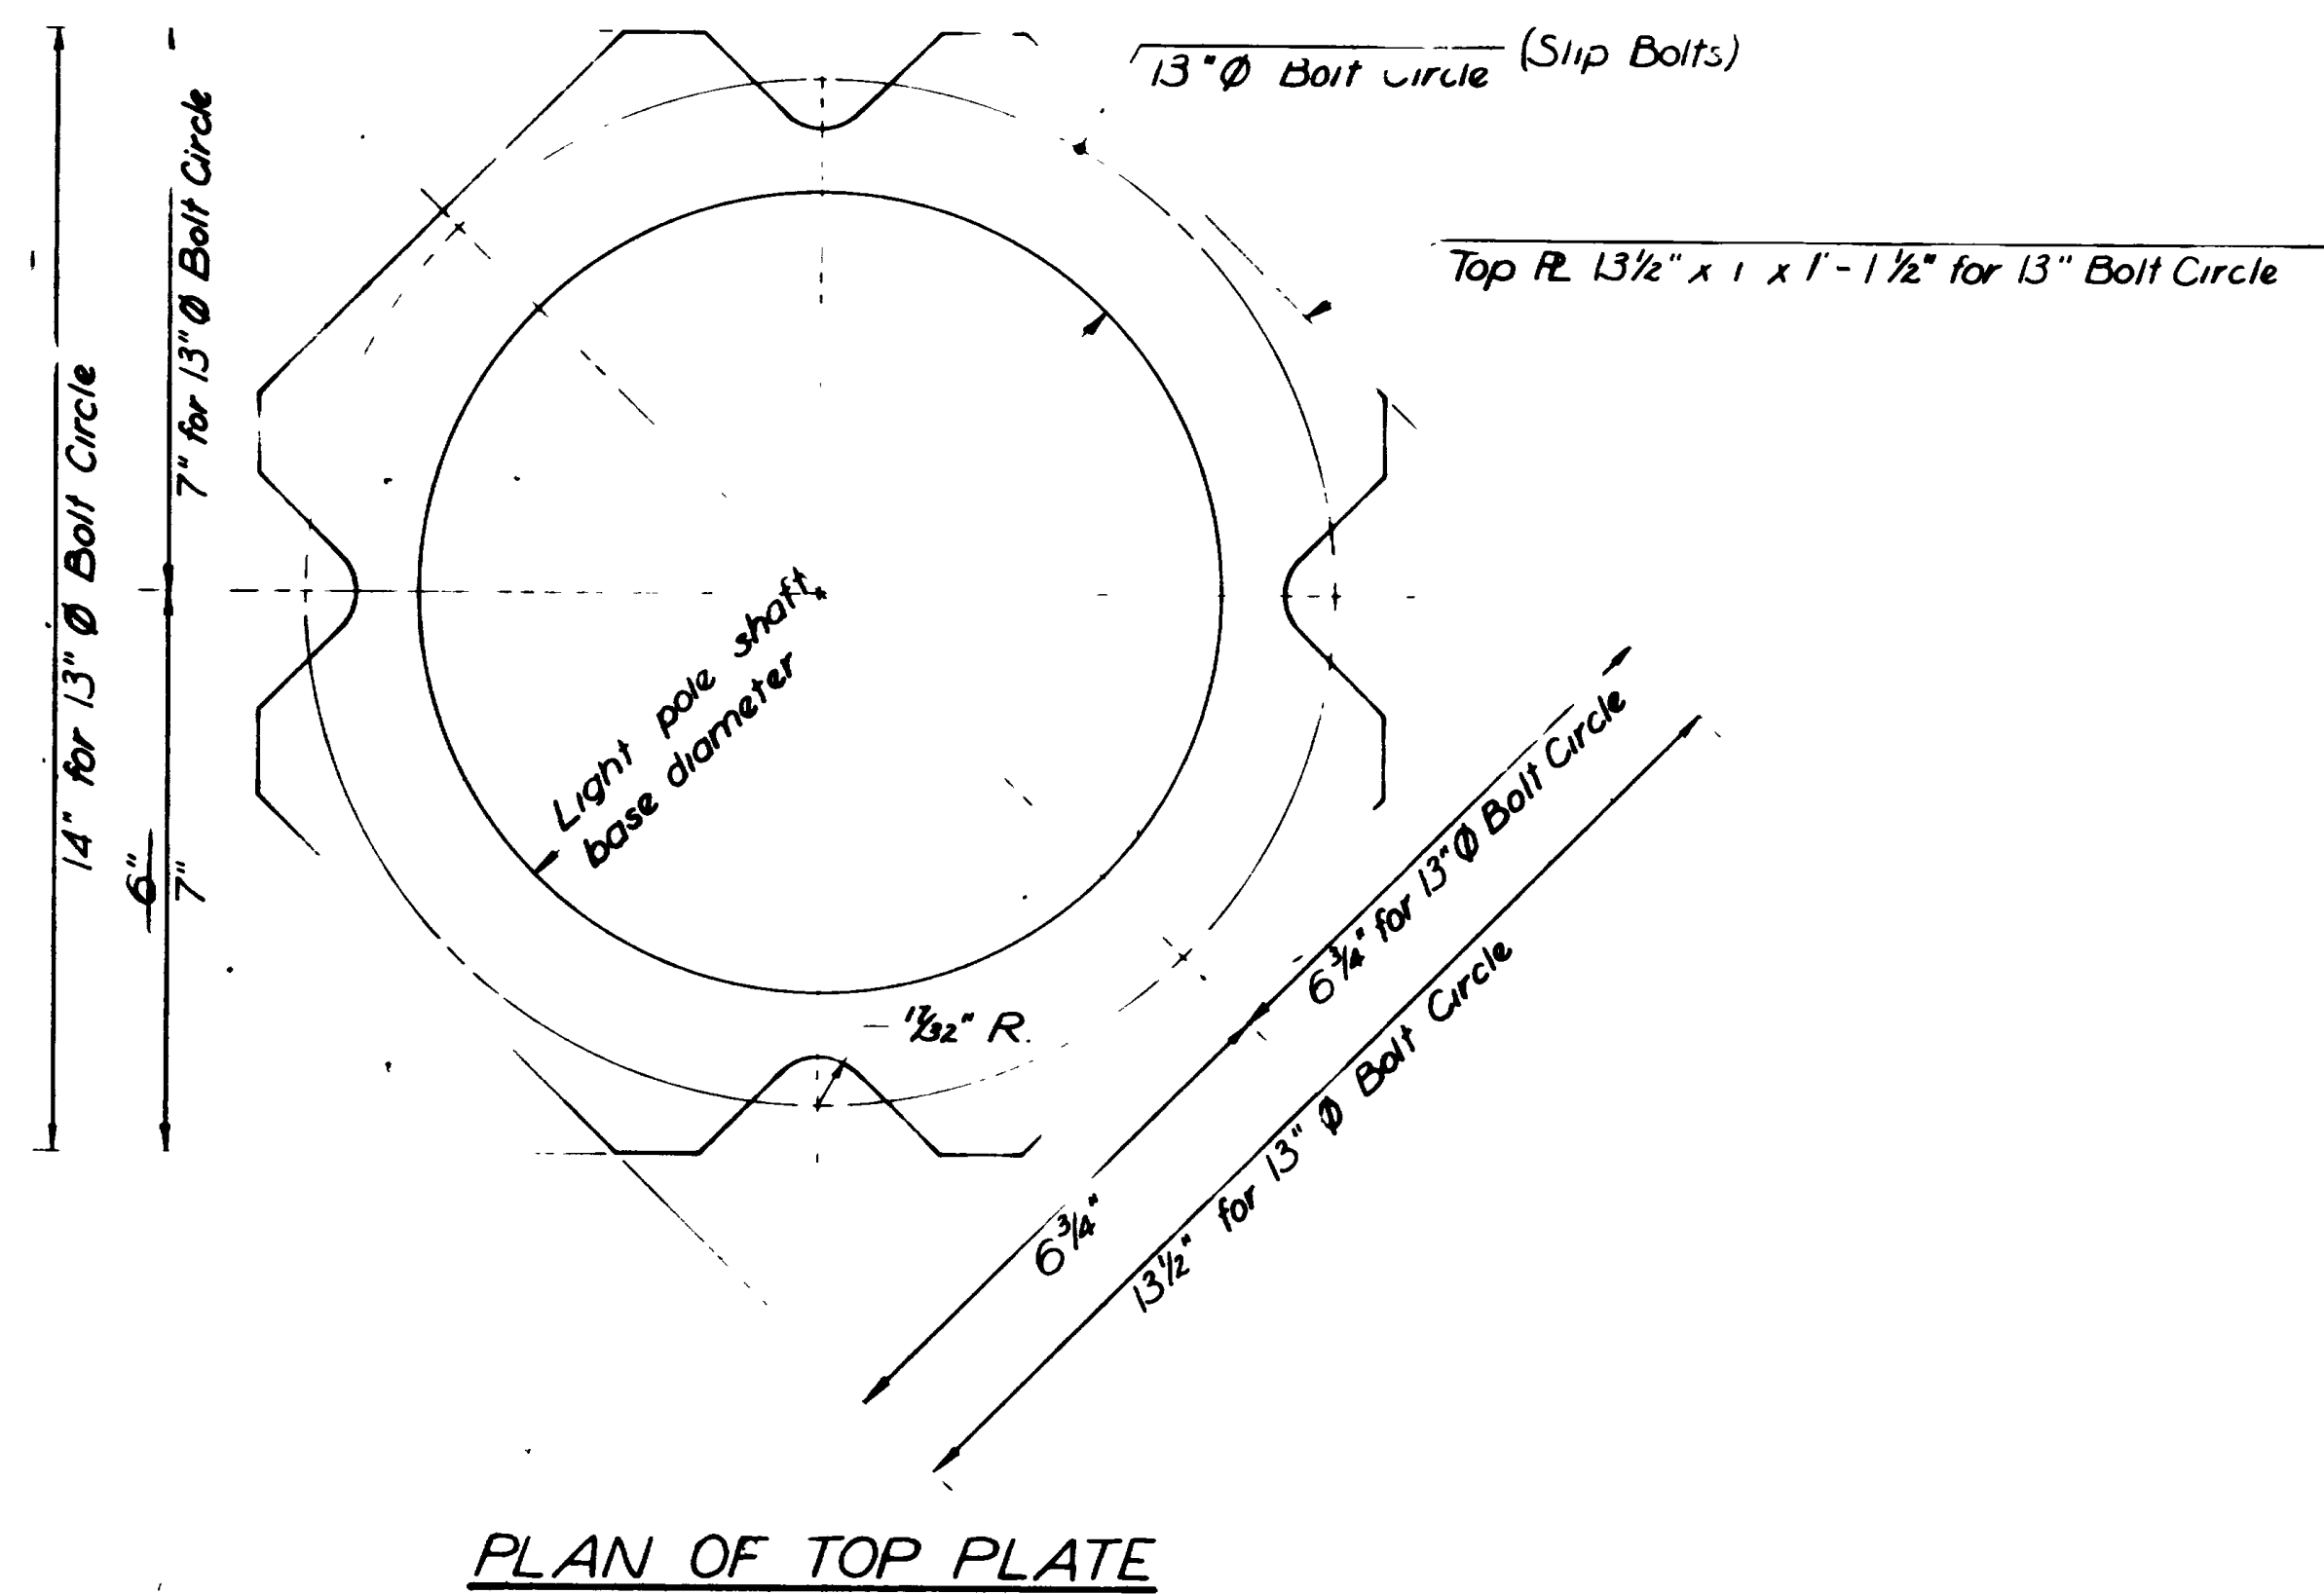 13"Ø Bolt Circle (Slip Bolts)
Top PL 13½" x 1 x 1'-1½" for 13" Bolt Circle
14" for 13" Ø Bolt Circle
7" for 13"Ø Bolt Circle
6"
7"
Light pole shaft
base diameter
17/32" R.
6¾" for 13"Ø Bolt Circle
6¾"
13½" for 13" Ø Bolt Circle
PLAN OF TOP PLATE